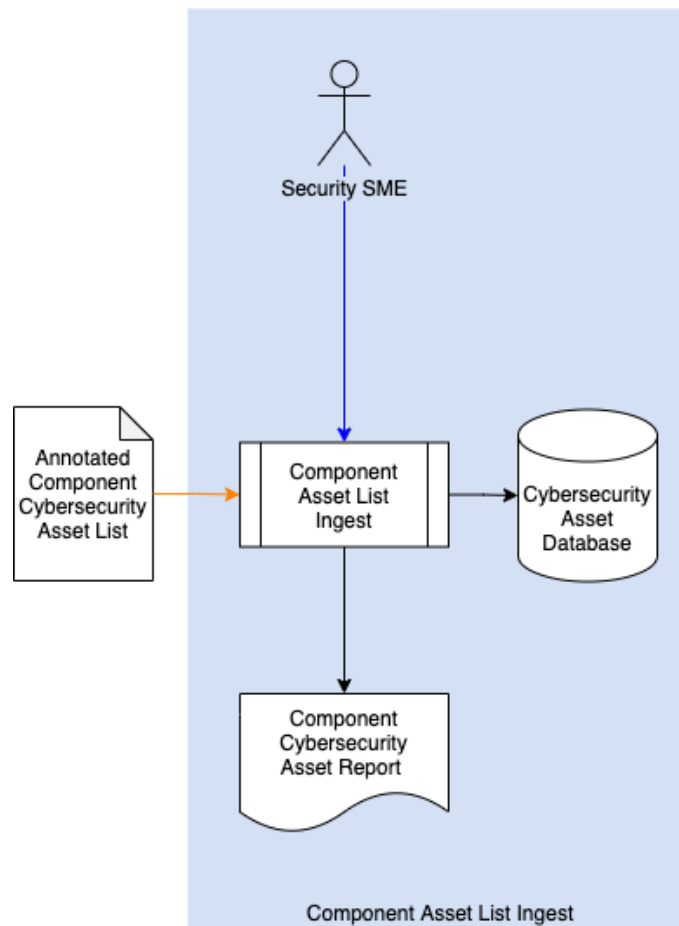 Security SME
Annotated
Component
Cybersecurity
Asset List
Component
Asset List
Ingest
Cybersecurity
Asset
Database
Component
Cybersecurity
Asset Report
Component Asset List Ingest